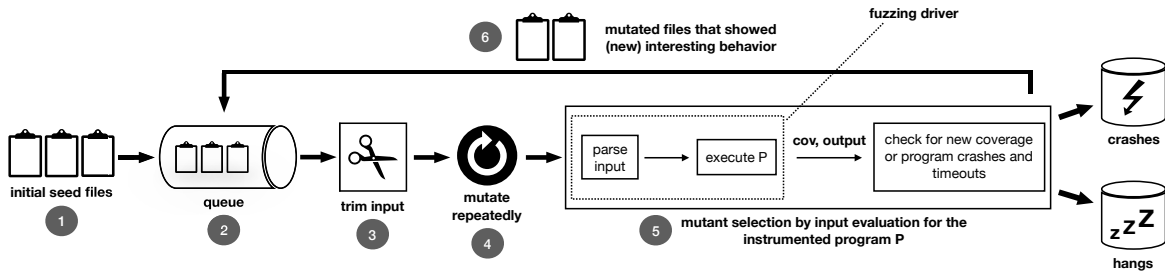 fuzzing driver
6
mutated files that showed
(new) interesting behavior
crashes
parse
input
execute P
cov, output
check for new coverage
or program crashes and
timeouts
initial seed files
1
queue
2
trim input
3
mutate
repeatedly
4
5
mutant selection by input evaluation for the
instrumented program P
z z Z
hangs